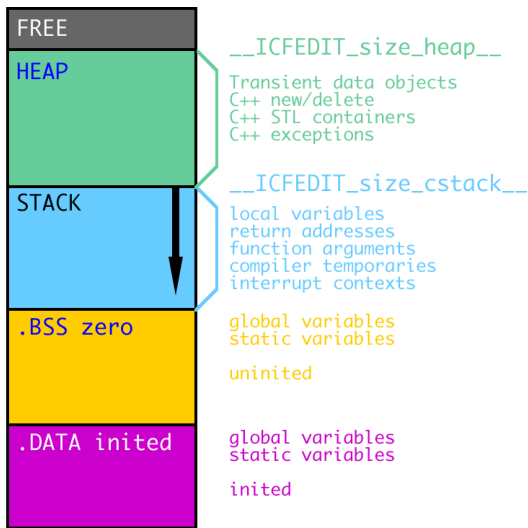 FREE
__ICFEDIT_size_heap__
HEAP
Transient data objects
C++ new/delete
C++ STL containers
C++ exceptions
__ICFEDIT_size_cstack__
STACK
local variables
return addresses
function arguments
compiler temporaries
interrupt contexts
.BSS zero
global variables
static variables
uninited
.DATA inited
global variables
static variables
inited